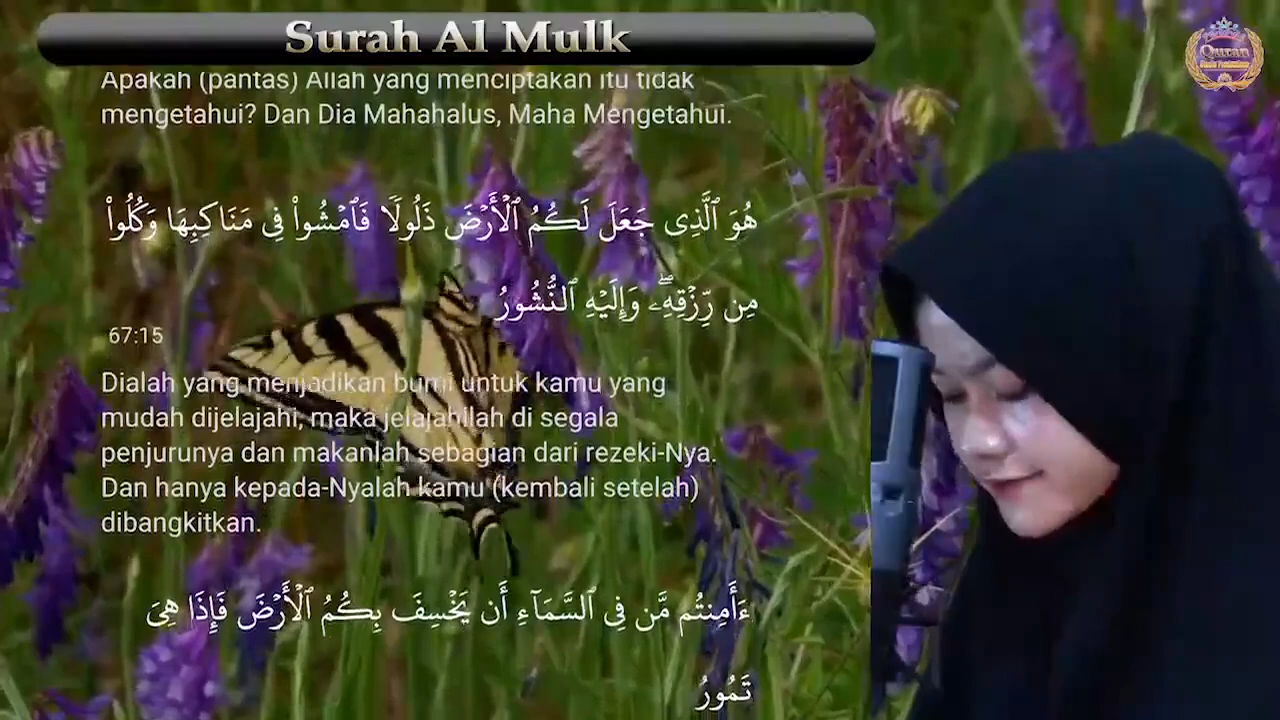 Surah Al Mulk
Quran
Apakah (pantas) Allah yang menciptakan itu tidak
mengetahui? Dan Dia Mahahalus, Maha Mengetahui.
هُوَ ٱلَّذِى جَعَلَ لَكُمُ ٱلْأَرْضَ ذَلُولًا فَٱمْشُوا۟ فِى مَنَاكِبِهَا وَكُلُوا۟
مِن رِّزْقِهِۦ ۖ وَإِلَيْهِ ٱلنُّشُورُ
67:15
Dialah yang menjadikan bumi untuk kamu yang
mudah dijelajahi, maka jelajahilah di segala
penjurunya dan makanlah sebagian dari rezeki-Nya.
Dan hanya kepada-Nyalah kamu (kembali setelah)
dibangkitkan.
ءَأَمِنتُم مَّن فِى ٱلسَّمَآءِ أَن يَخْسِفَ بِكُمُ ٱلْأَرْضَ فَإِذَا هِىَ
تَمُورُ